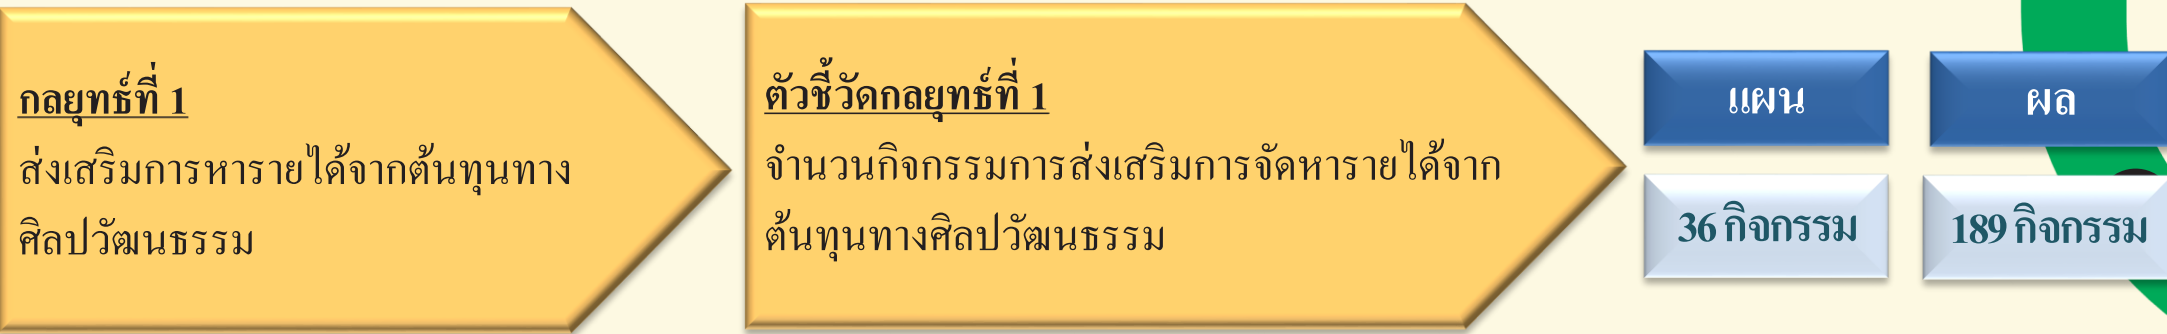 กลยุทธ์ที่ 1
ส่งเสริมการหารายได้จากต้นทุนทาง
ศิลปวัฒนธรรม
ตัวชี้วัดกลยุทธ์ที่ 1
จำนวนกิจกรรมการส่งเสริมการจัดหารายได้จาก
ต้นทุนทางศิลปวัฒนธรรม
แผน
ผล
36 กิจกรรม
189 กิจกรรม